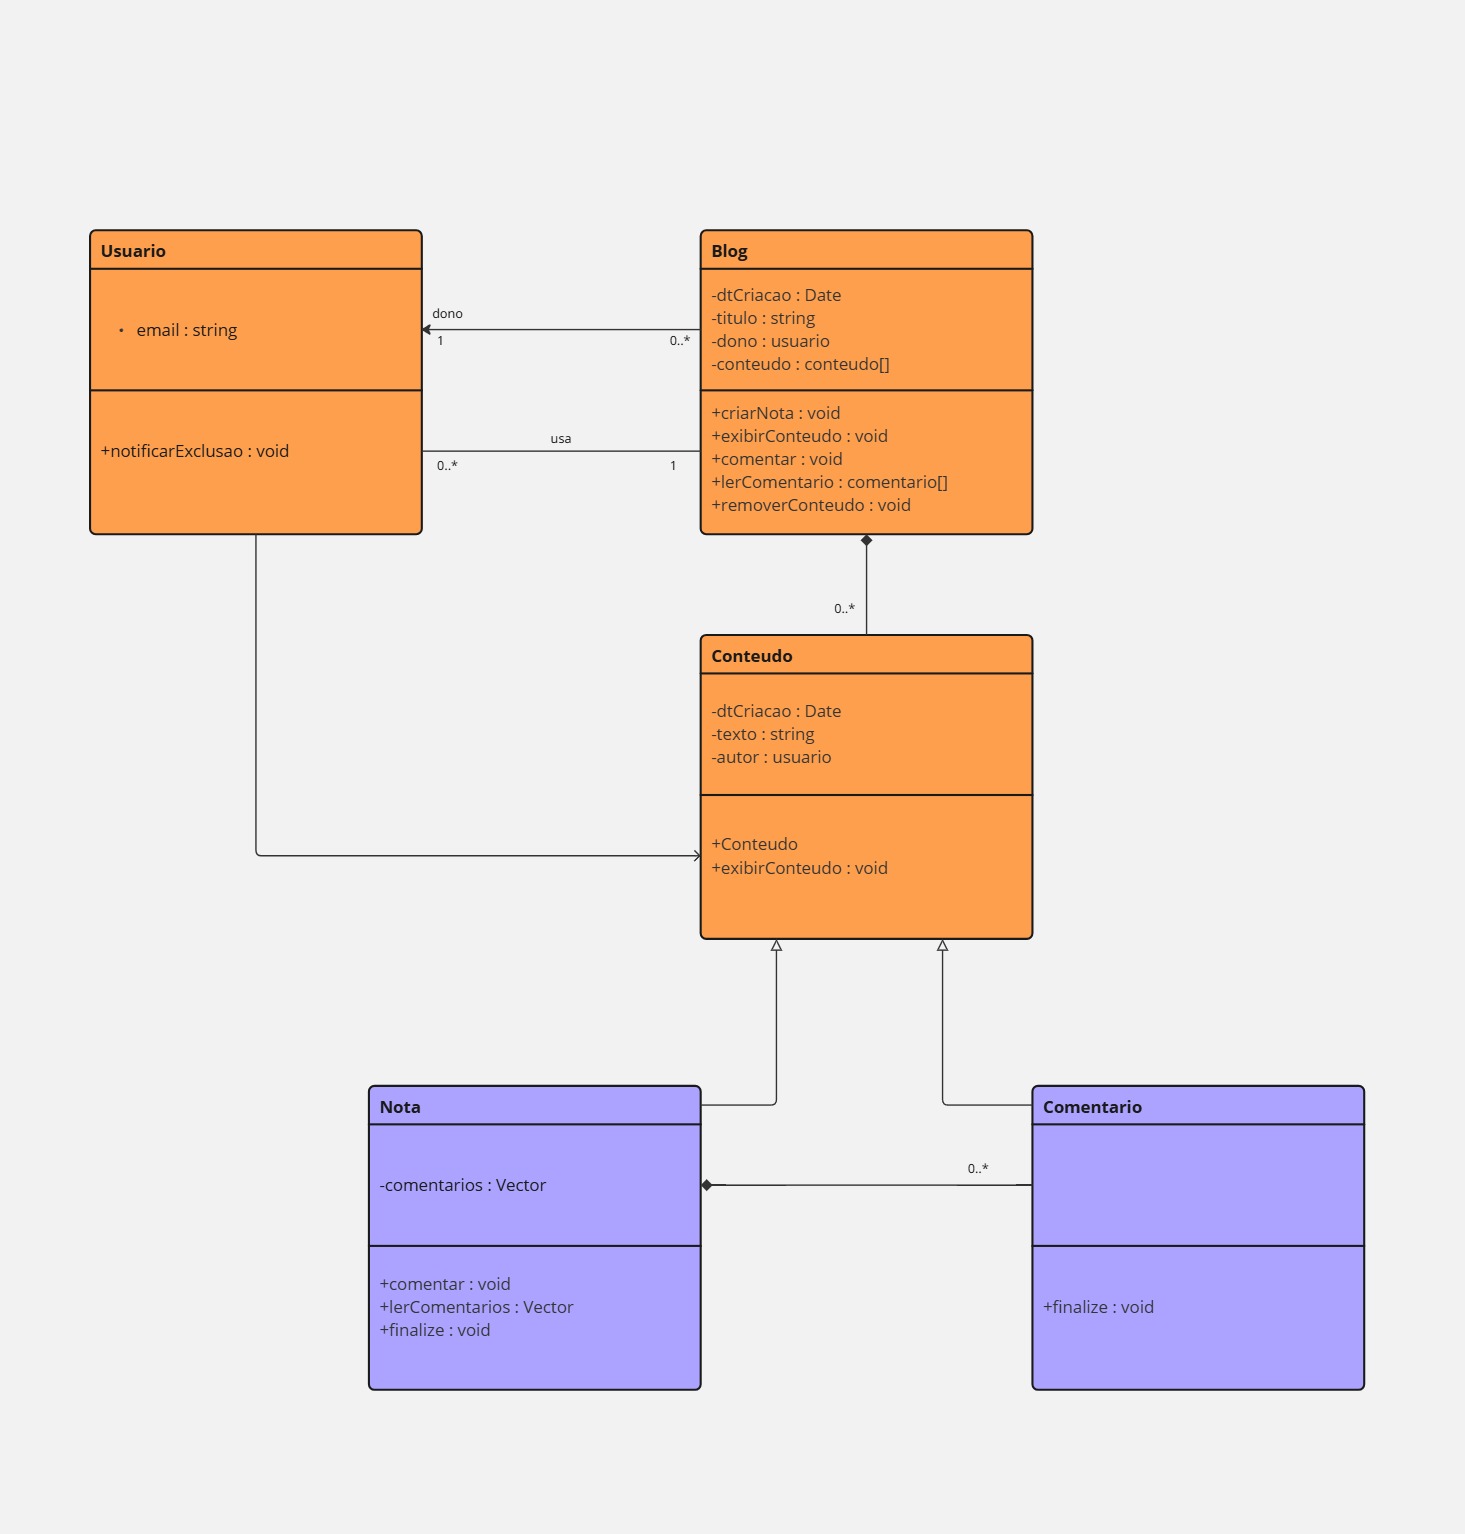 Usuario
• email : string
+notificarExclusao : void
dono
1
0..*
usa
0..*
1
Blog
-dtCriacao : Date
-titulo : string
-dono : usuario
-conteudo : conteudo[]
+criarNota : void
+exibirConteudo : void
+comentar : void
+lerComentario : comentario[]
+removerConteudo : void
0..*
Conteudo
-dtCriacao : Date
-texto : string
-autor : usuario
+Conteudo
+exibirConteudo : void
Nota
-comentarios : Vector
+comentar : void
+lerComentarios : Vector
+finalize : void
0..*
Comentario
+finalize : void